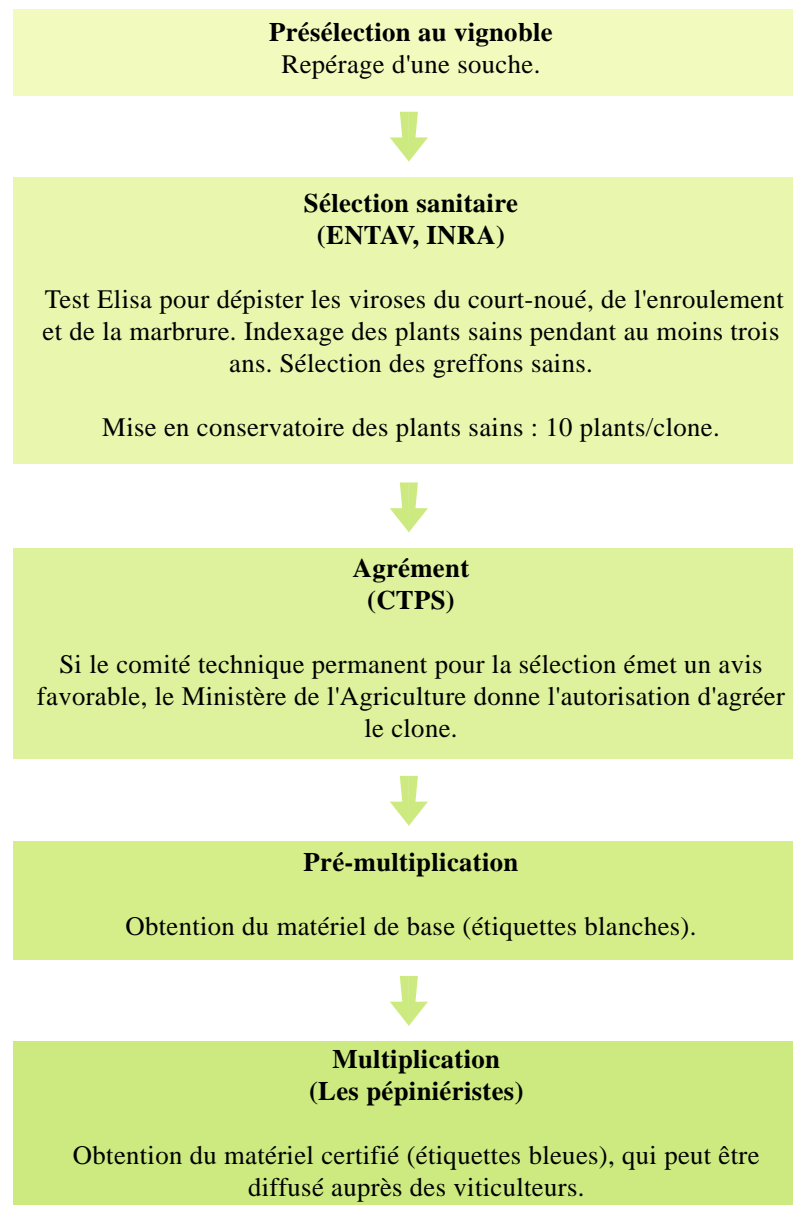 Présélection au vignoble
Repérage d'une souche.
Sélection sanitaire
(ENTAV, INRA)
Test Elisa pour dépister les viroses du court-noué, de l'enroulement
et de la marbrure. Indexage des plants sains pendant au moins trois
ans. Sélection des greffons sains.
Mise en conservatoire des plants sains : 10 plants/clone.
Agrément
(CTPS)
Si le comité technique permanent pour la sélection émet un avis
favorable, le Ministère de l'Agriculture donne l'autorisation d'agréer
le clone.
Pré-multiplication
Obtention du matériel de base (étiquettes blanches).
Multiplication
(Les pépiniéristes)
Obtention du matériel certifié (étiquettes bleues), qui peut être
diffusé auprès des viticulteurs.